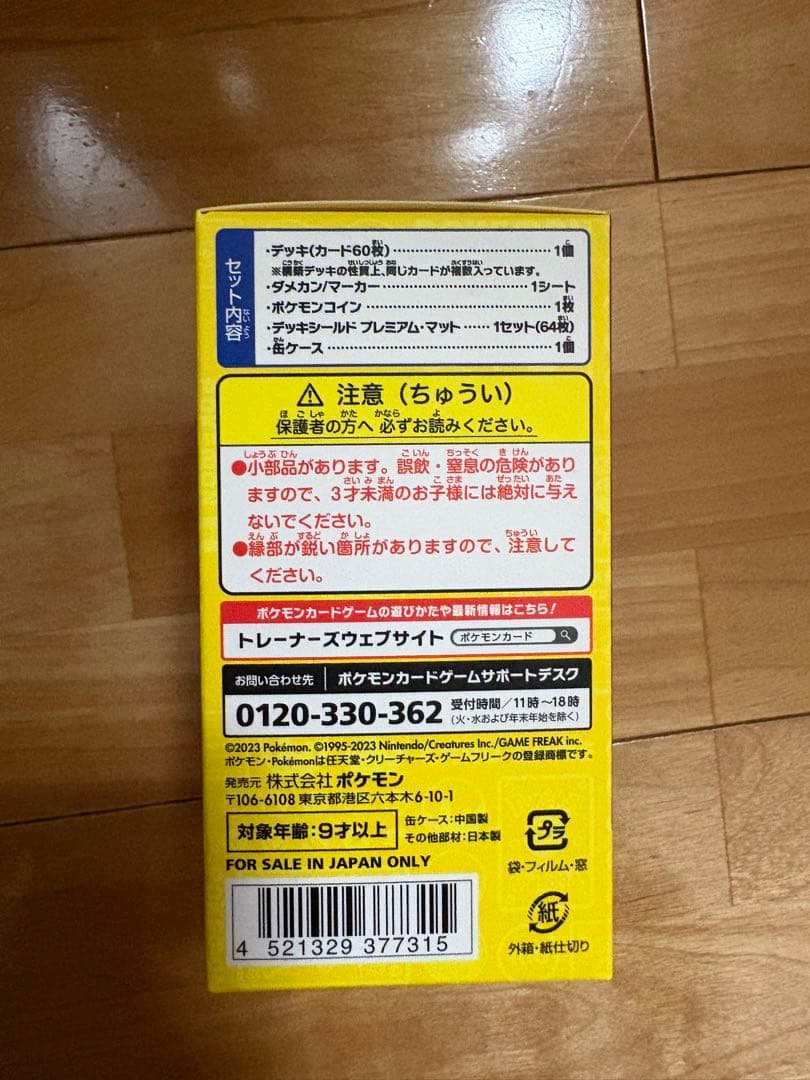 セット内容
・デッキ(カード60枚)……………………1個
※構築デッキの性質上、同じカードが複数入っています。
・ダメカン/マーカー……………………1シート
・ポケモンコイン……………………1枚
・デッキシールド プレミアム・マット……1セット(64枚)
・缶ケース……………………1個
⚠ 注意（ちゅうい）
保護者の方へ 必ずお読みください。
●小部品があります。誤飲・窒息の危険があり
ますので、3才未満のお子様には絶対に与え
ないでください。
●縁部が鋭い箇所がありますので、注意して
ください。
ポケモンカードゲームの遊びかたや最新情報はこちら!
トレーナーズウェブサイト ポケモンカード
お問い合わせ先 ポケモンカードゲームサポートデスク
0120-330-362 受付時間／11時～18時
(火・水および年末年始を除く)
©2023 Pokémon. ©1995-2023 Nintendo/Creatures Inc./GAME FREAK inc.
ポケモン・Pokémonは任天堂・クリーチャーズ・ゲームフリークの登録商標です。
発売元 株式会社 ポケモン
〒106-6108 東京都港区六本木6-10-1
対象年齢:9才以上
缶ケース:中国製
その他部材:日本製
FOR SALE IN JAPAN ONLY
プラ
袋・フィルム・窓
紙
外箱・紙仕切り
4 521329 377315